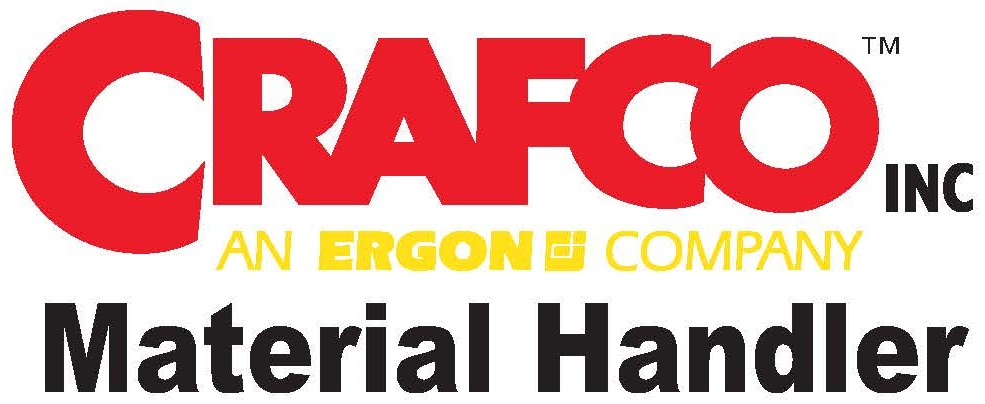 CRAFCO™ INC
AN ERGON COMPANY
Material Handler